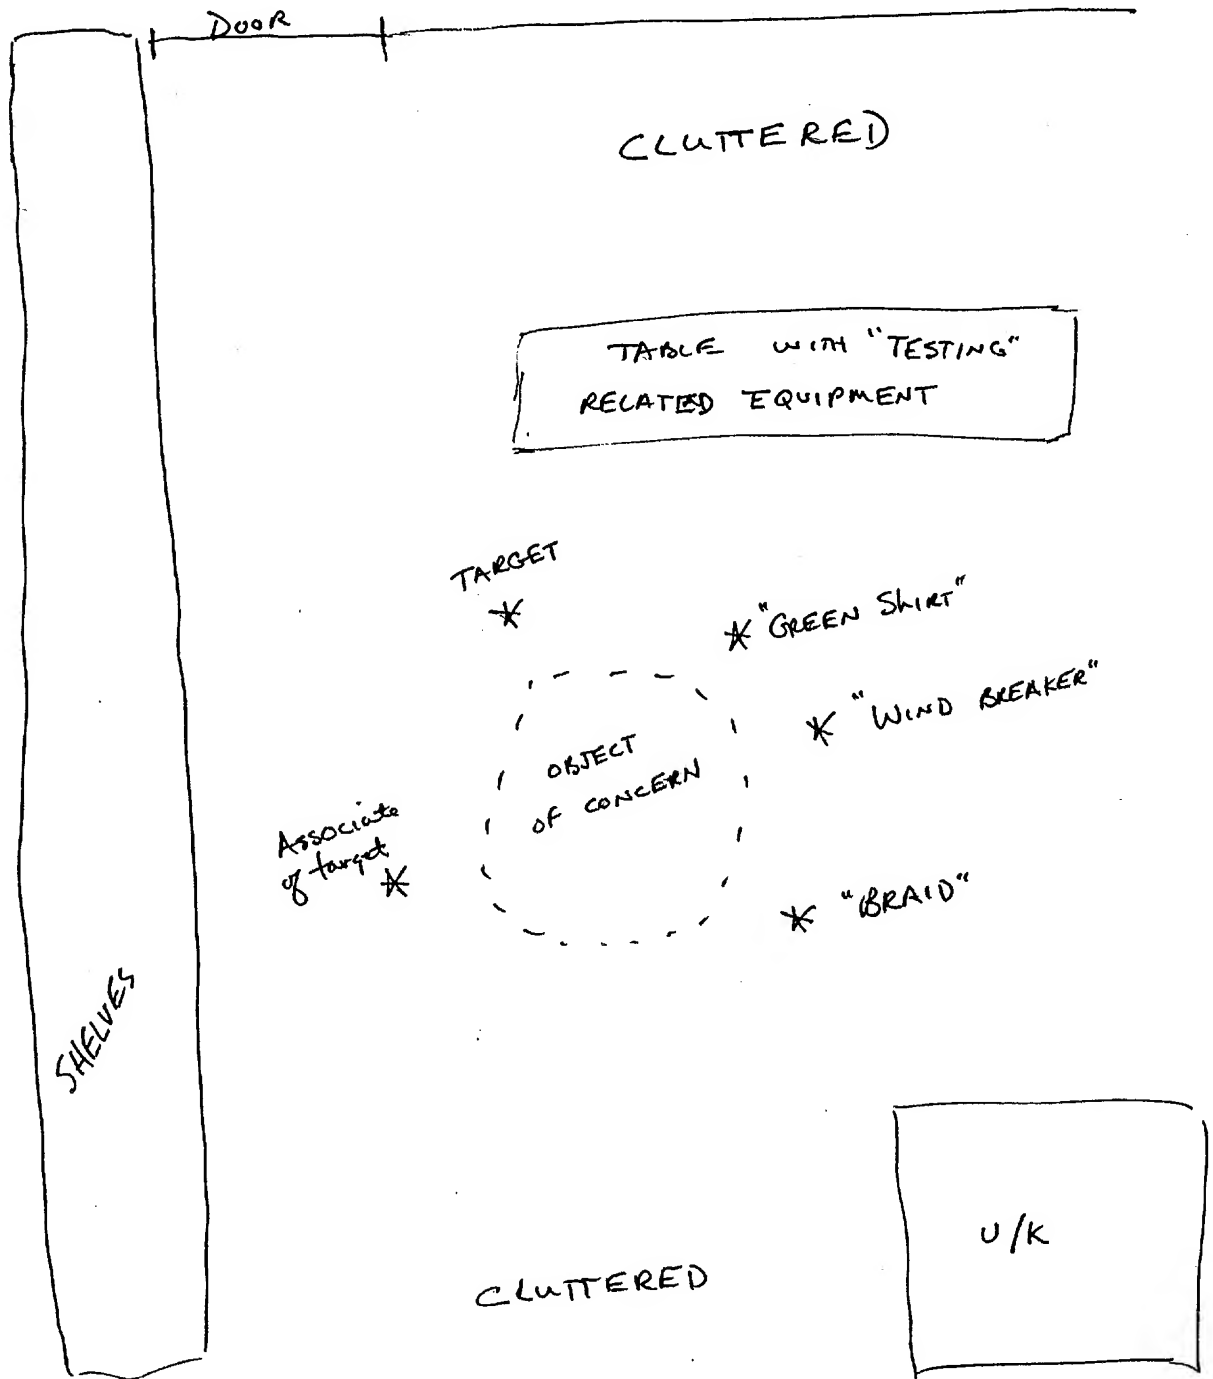 DOOR
CLUTTERED
TABLE WITH "TESTING"
RELATED EQUIPMENT
TARGET
"GREEN ShIRT"
"WIND BREAKER"
OBJECT
OF CONCERN
Associate
of target
"BRAID"
SHELVES
U/K
CLUTTERED